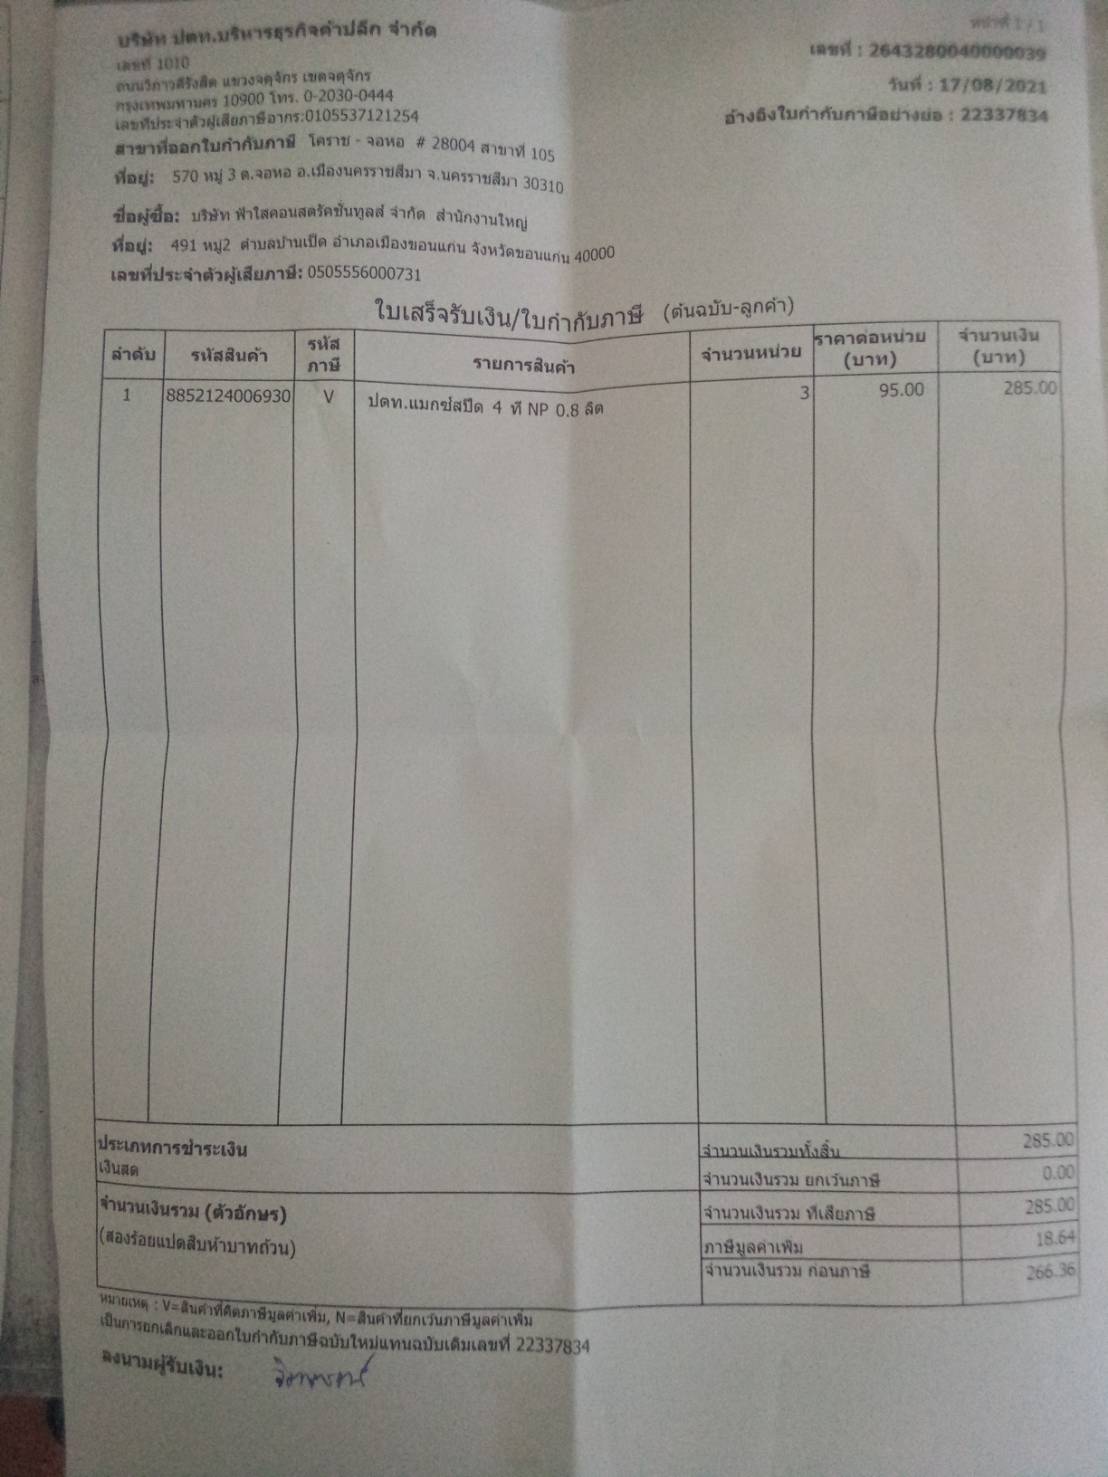 หน้าที่ 1 / 1
บริษัท ปตท.บริหารธุรกิจค้าปลีก จำกัด
เลขที่ : 2643280040000039
เลขที่ 1010
ถนนวิภาวดีรังสิต แขวงจตุจักร เขตจตุจักร
วันที่ : 17/08/2021
กรุงเทพมหานคร 10900 โทร. 0-2030-0444
เลขที่ประจำตัวผู้เสียภาษีอากร:0105537121254
อ้างอิงใบกำกับภาษีอย่างย่อ : 22337834
สาขาที่ออกใบกำกับภาษี โคราช - จอหอ # 28004 สาขาที่ 105
ที่อยู่: 570 หมู่ 3 ต.จอหอ อ.เมืองนครราชสีมา จ.นครราชสีมา 30310
ชื่อผู้ซื้อ: บริษัท ฟ้าใสคอนสตรัคชั่นทูลส์ จำกัด สำนักงานใหญ่
ที่อยู่: 491 หมู่2 ตำบลบ้านเป็ด อำเภอเมืองขอนแก่น จังหวัดขอนแก่น 40000
เลขที่ประจำตัวผู้เสียภาษี: 0505556000731
ใบเสร็จรับเงิน/ใบกำกับภาษี (ต้นฉบับ-ลูกค้า)
ลำดับ รหัสสินค้า รหัสภาษี รายการสินค้า จำนวนหน่วย ราคาต่อหน่วย (บาท) จำนวนเงิน (บาท)
1 8852124006930 V ปตท.แมกซ์สปีด 4 ที NP 0.8 ลิต 3 95.00 285.00
ประเภทการชำระเงิน
จำนวนเงินรวมทั้งสิ้น 285.00
เงินสด
จำนวนเงินรวม ยกเว้นภาษี 0.00
จำนวนเงินรวม (ตัวอักษร)
จำนวนเงินรวม ที่เสียภาษี 285.00
(สองร้อยแปดสิบห้าบาทถ้วน)
ภาษีมูลค่าเพิ่ม 18.64
จำนวนเงินรวม ก่อนภาษี 266.36
หมายเหตุ : V=สินค้าที่คิดภาษีมูลค่าเพิ่ม, N=สินค้าที่ยกเว้นภาษีมูลค่าเพิ่ม
เป็นการยกเลิกและออกใบกำกับภาษีฉบับใหม่แทนฉบับเดิมเลขที่ 22337834
ลงนามผู้รับเงิน: